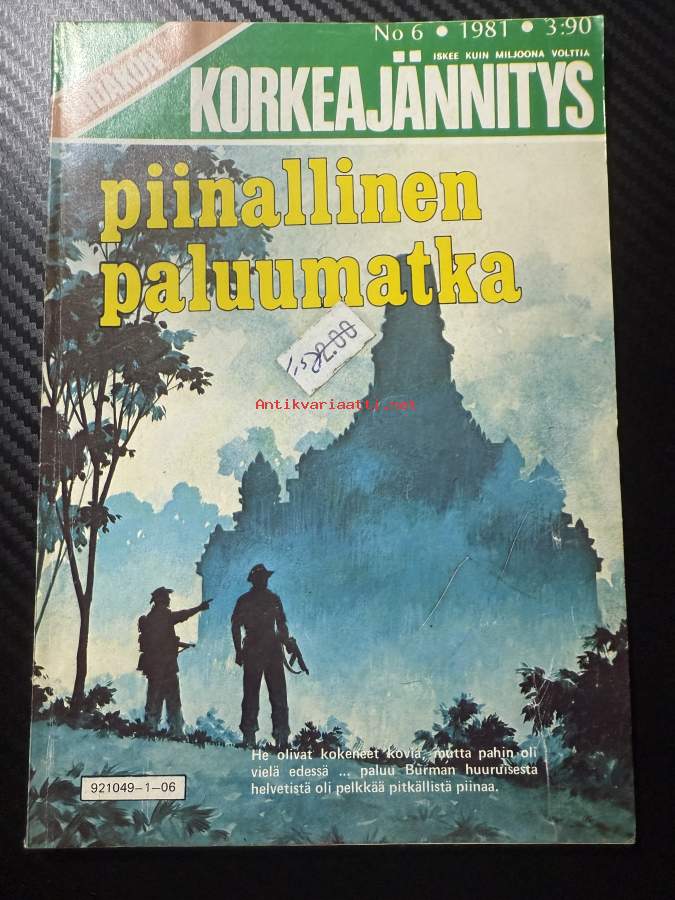 No 6 • 1981 • 3:90
ISKEE KUIN MILJOONA VOLTTIA
KORKEAJÄNNITYS
piinallinen
paluumatka
Antikvariaatti.net
He olivat kokeneet kovia, mutta pahin oli
vielä edessä ... paluu Burman huuruisesta
helvetistä oli pelkkää pitkällistä piinaa.
921049-1-06